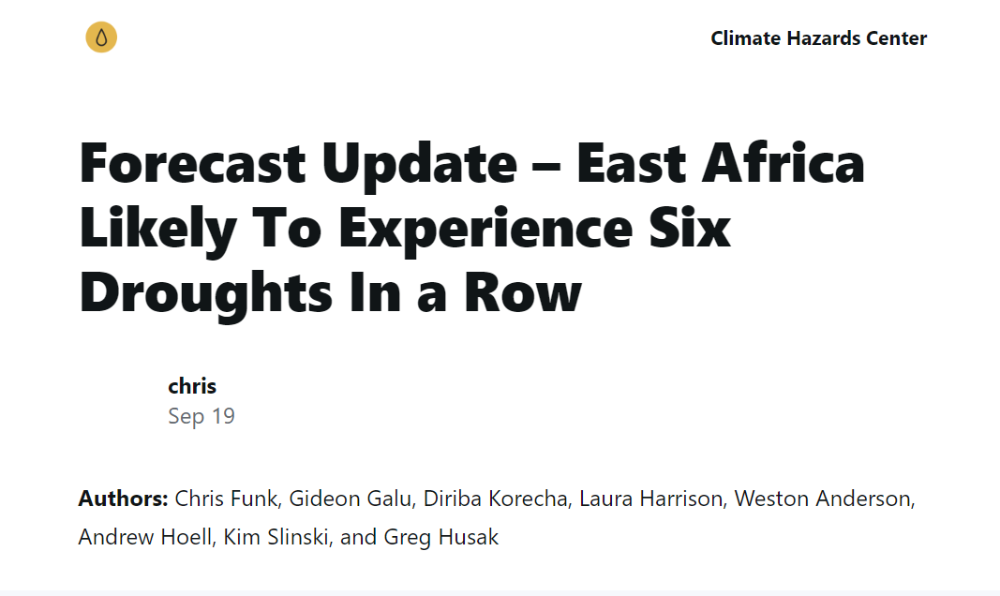 Climate Hazards Center
Forecast Update – East Africa
Likely To Experience Six
Droughts In a Row
chris
Sep 19
Authors: Chris Funk, Gideon Galu, Diriba Korecha, Laura Harrison, Weston Anderson,
Andrew Hoell, Kim Slinski, and Greg Husak